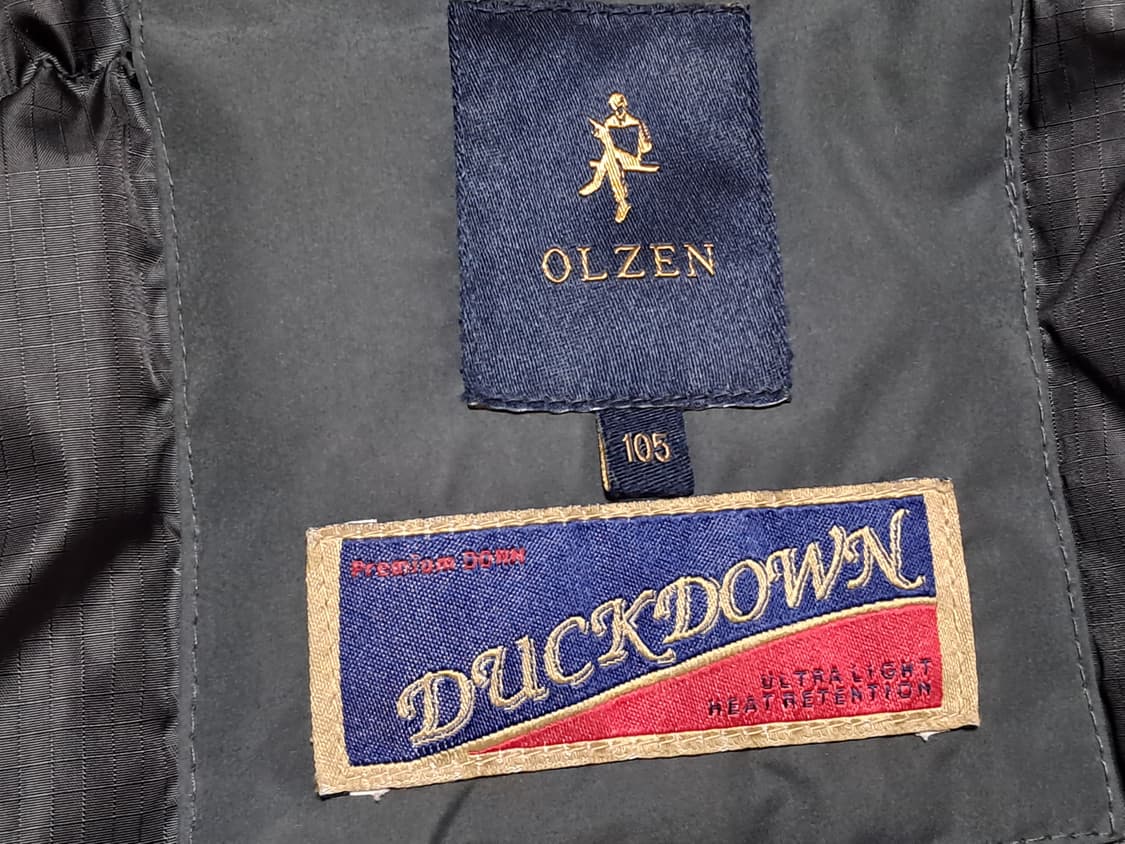 OLZEN
105
Premium DOWN
DUCKDOWN
ULTRA LIGHT
HEAT RETENTION